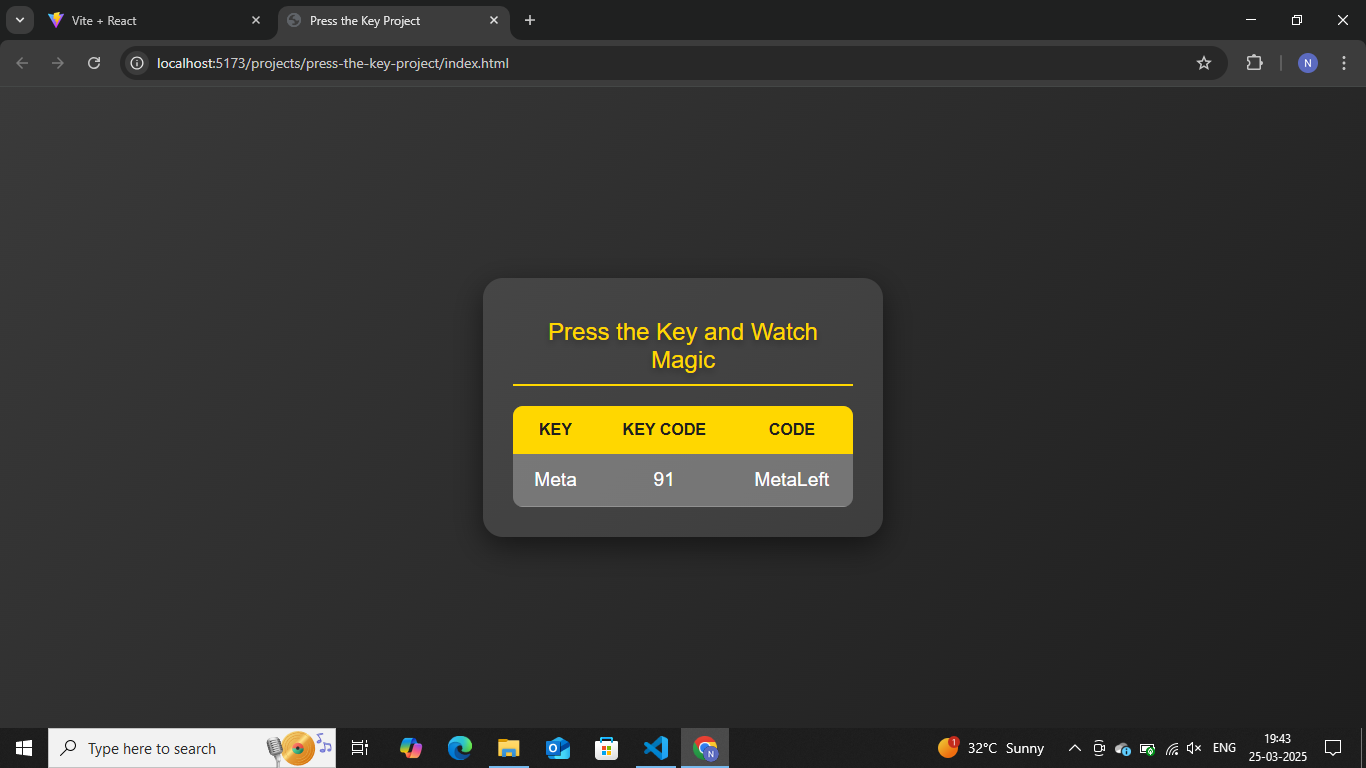 Vite + React
Press the Key Project
localhost:5173/projects/press-the-key-project/index.html
N
Press the Key and Watch
Magic
KEY KEY CODE CODE
Meta 91 MetaLeft
Type here to search
1
32°C Sunny
ENG
19:43
25-03-2025